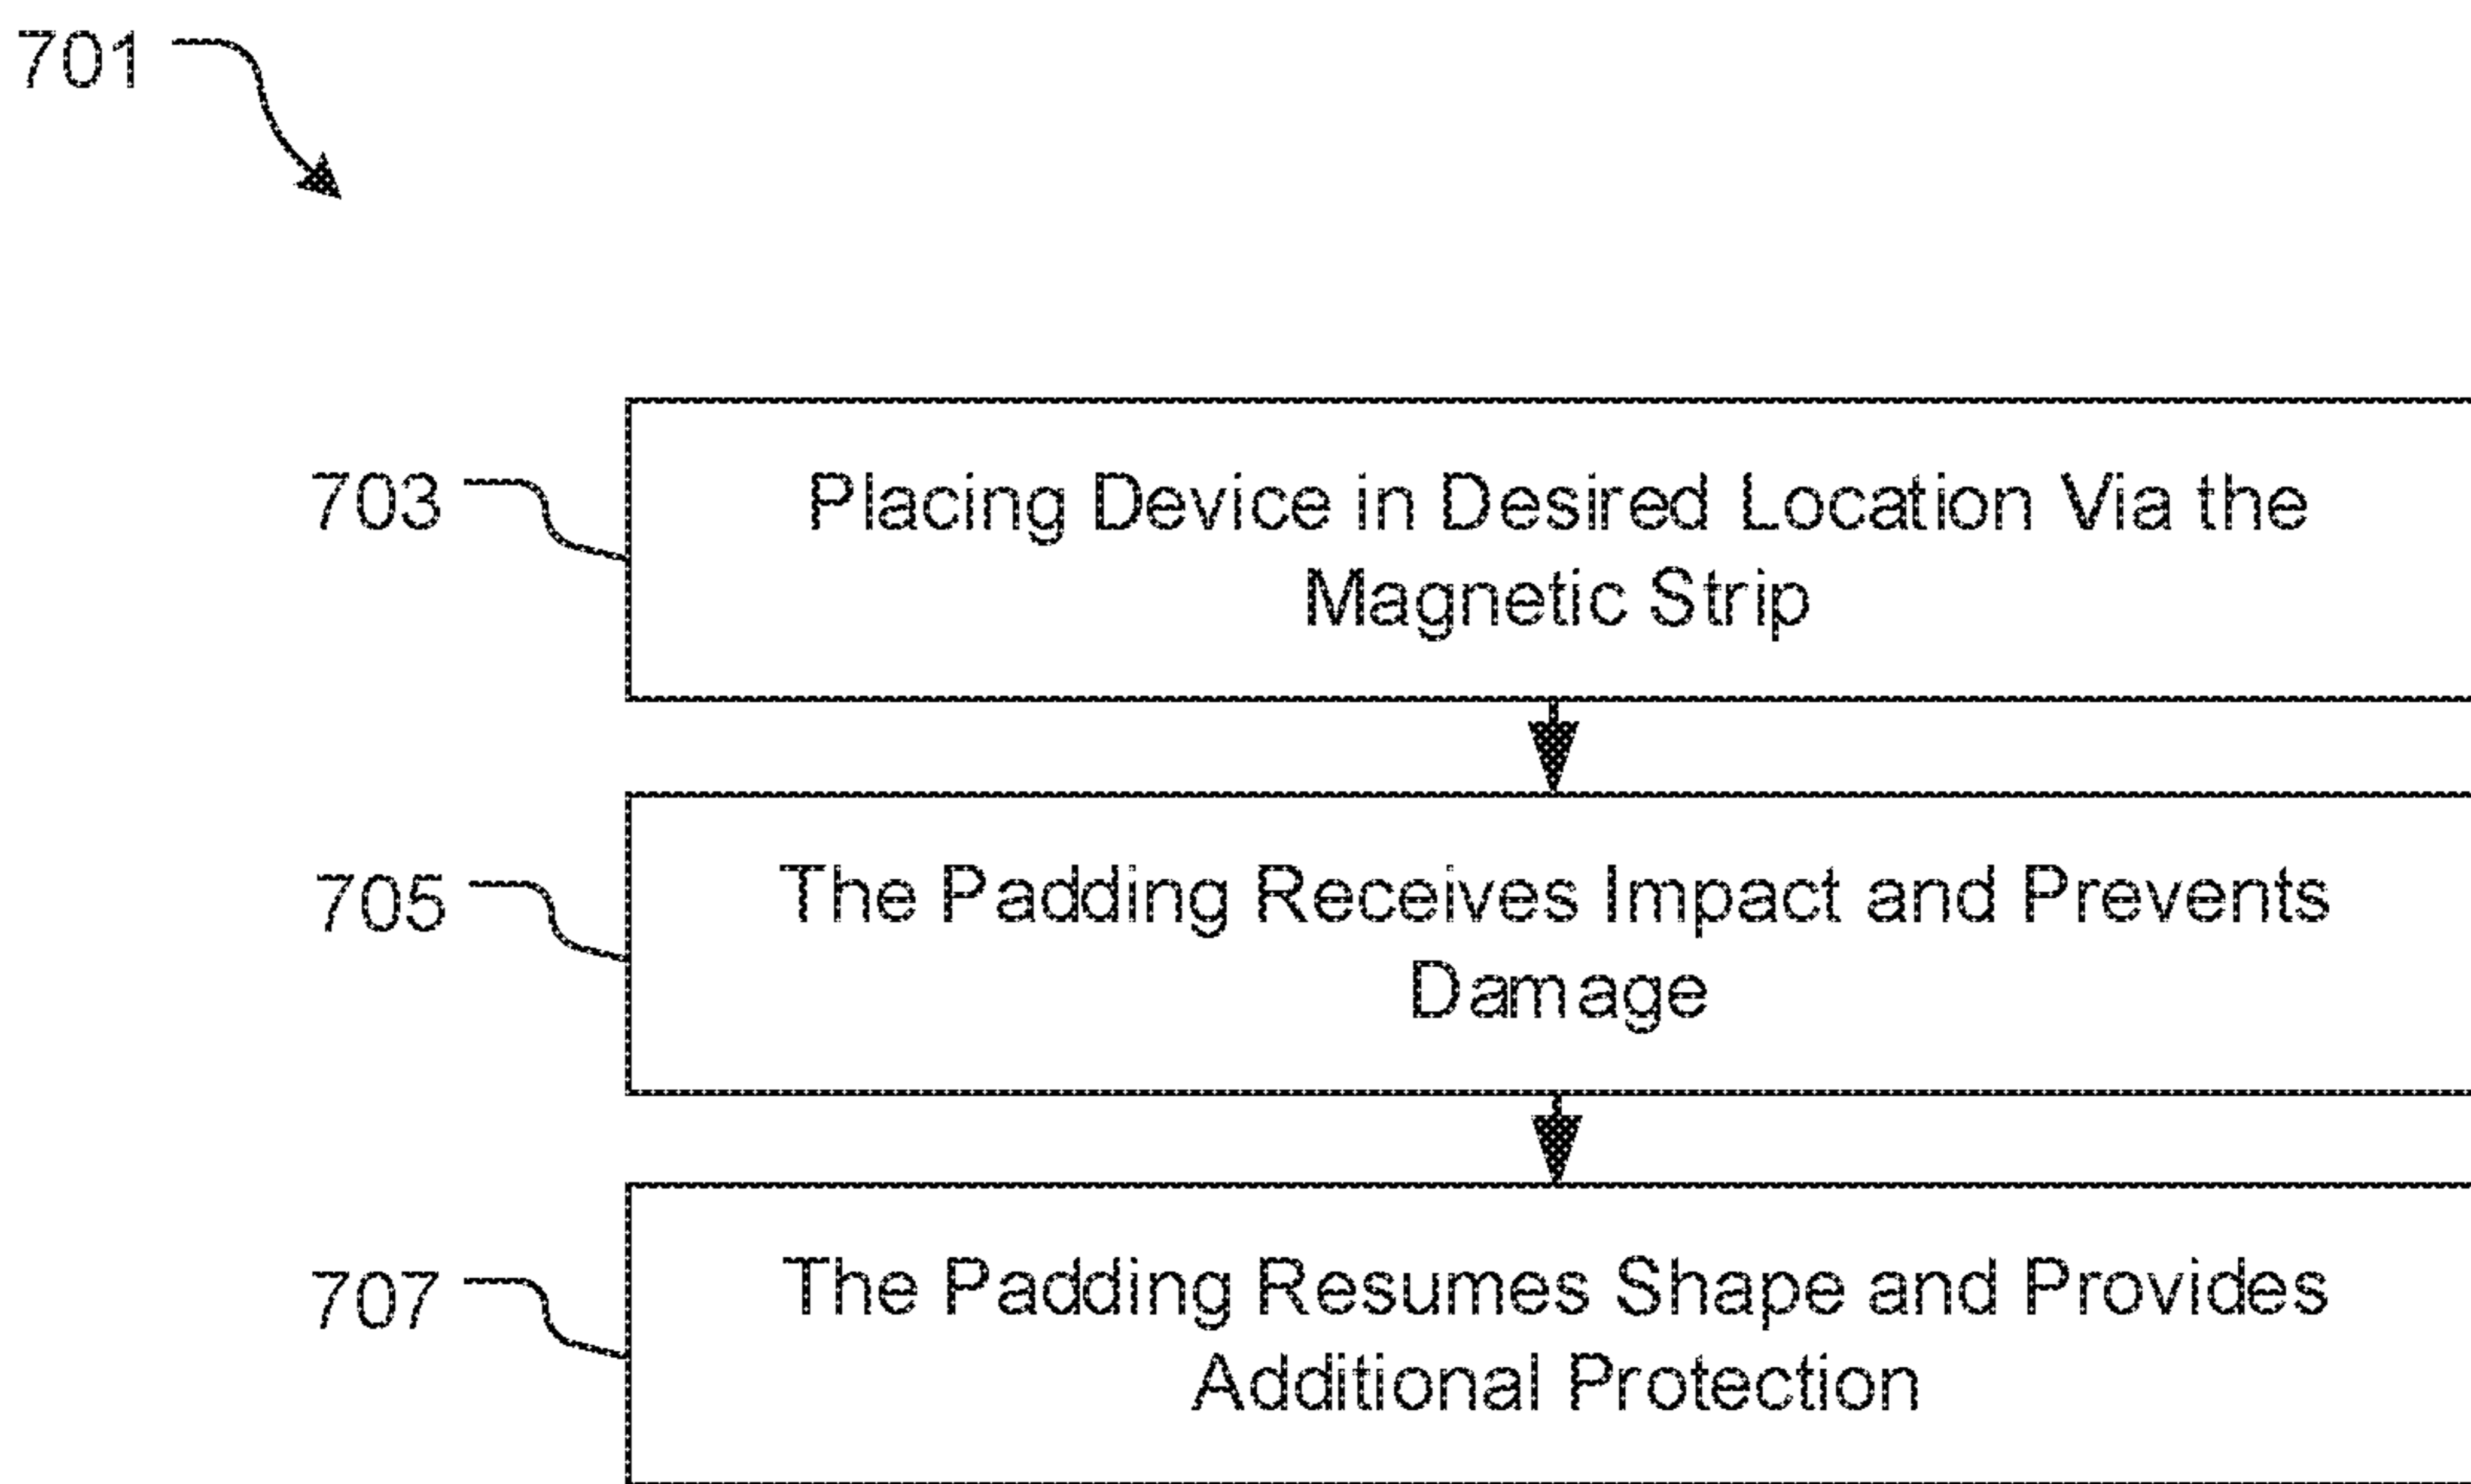 701
703
Placing Device in Desired Location Via the
Magnetic Strip
705
The Padding Receives Impact and Prevents
Damage
707
The Padding Resumes Shape and Provides
Additional Protection